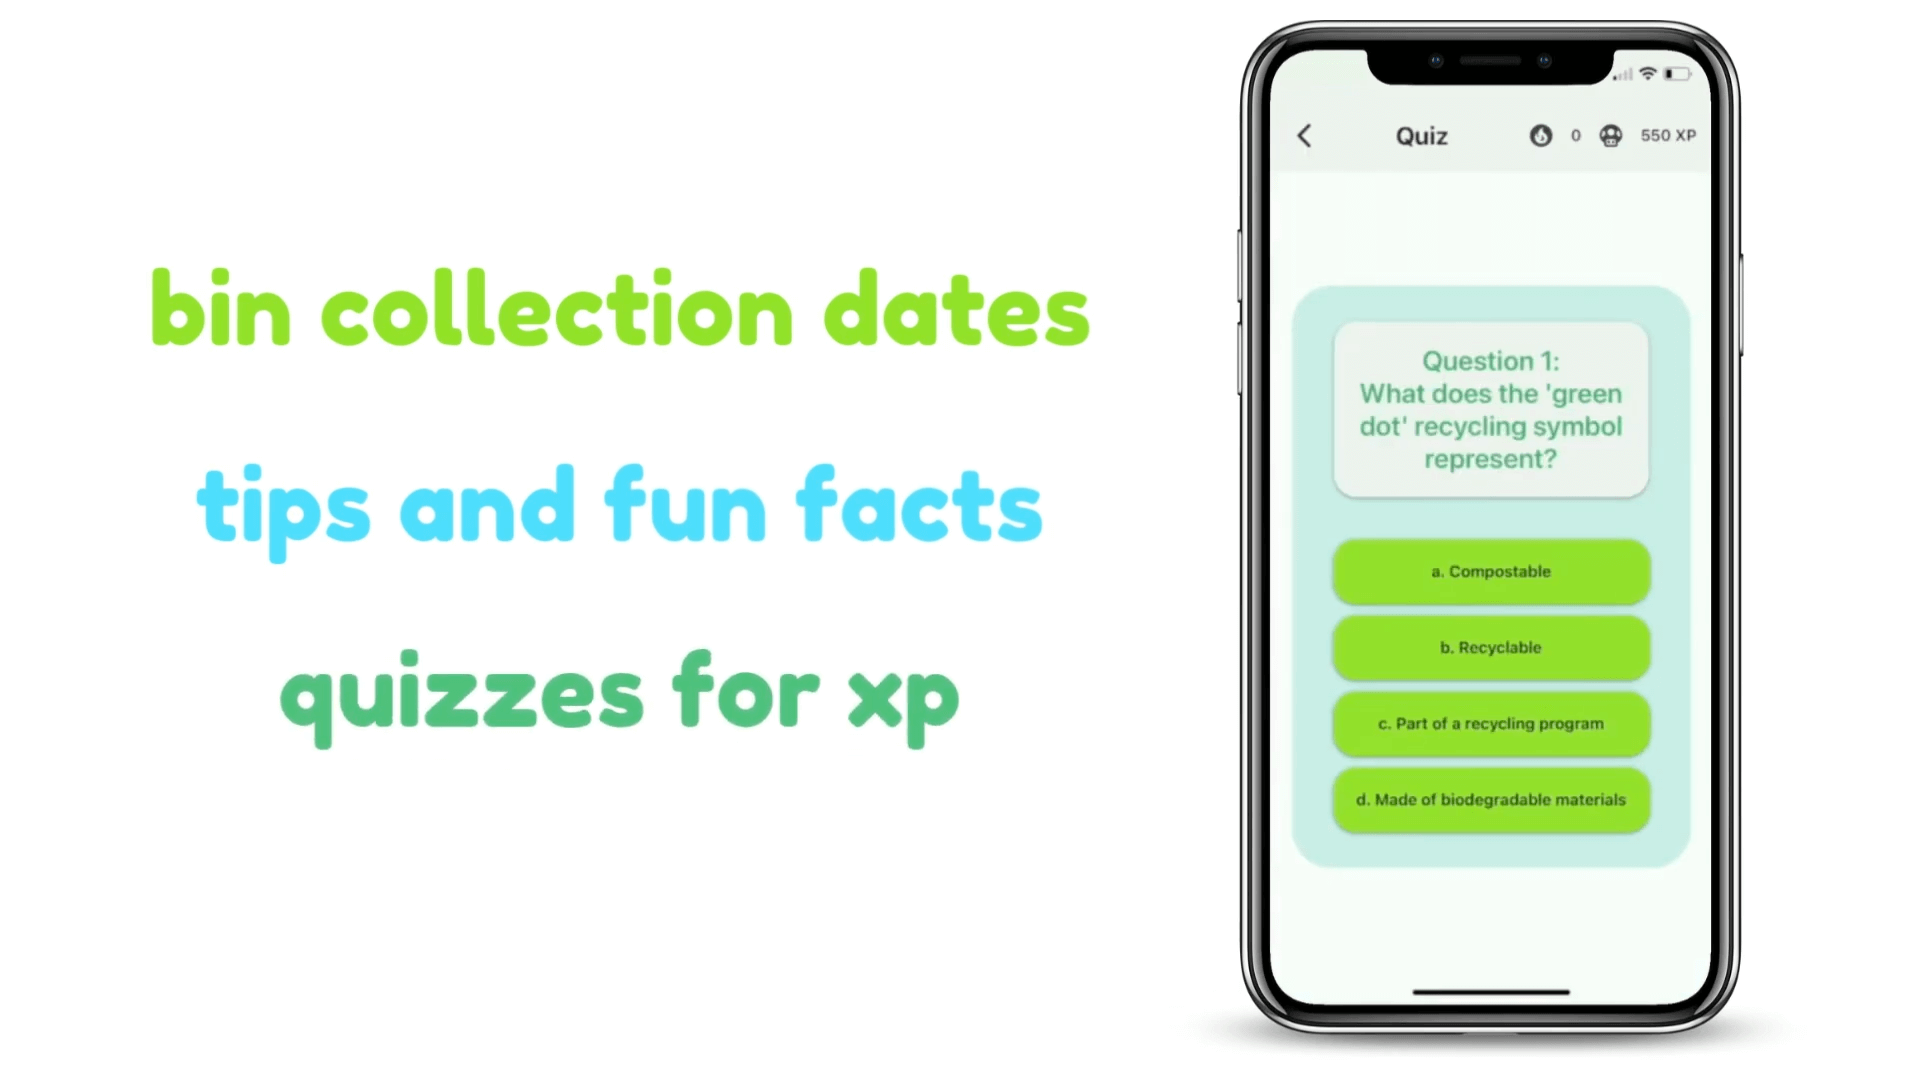 bin collection dates
tips and fun facts
quizzes for xp
Quiz 0 550 XP
Question 1:
What does the 'green
dot' recycling symbol
represent?
a. Compostable
b. Recyclable
c. Part of a recycling program
d. Made of biodegradable materials